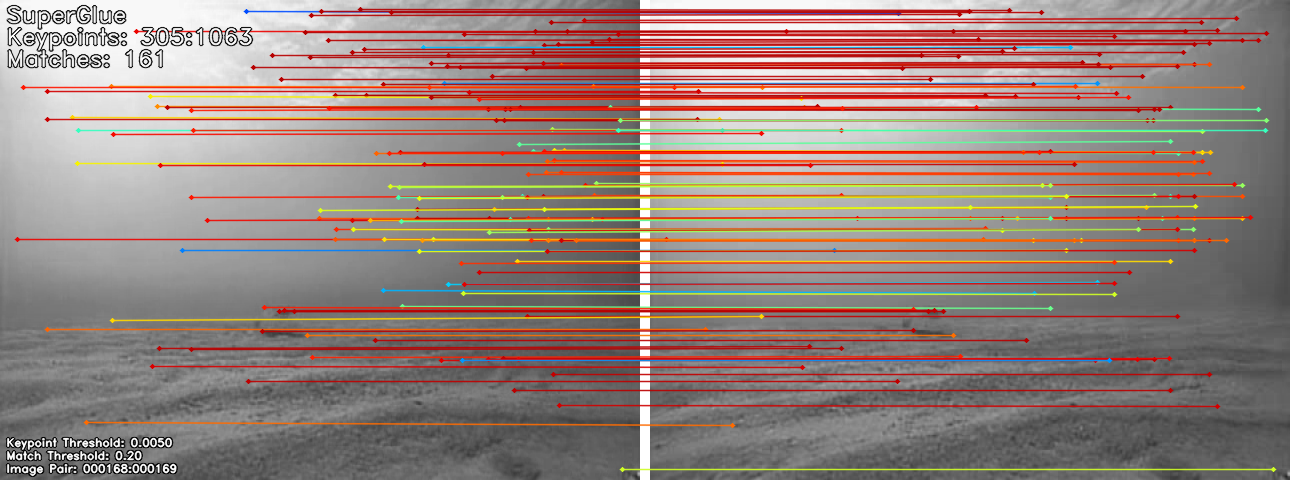 SuperGlue
Keypoints: 305:1063
Matches: 161
Keypoint Threshold: 0.0050
Match Threshold: 0.20
Image Pair: 000168:000169